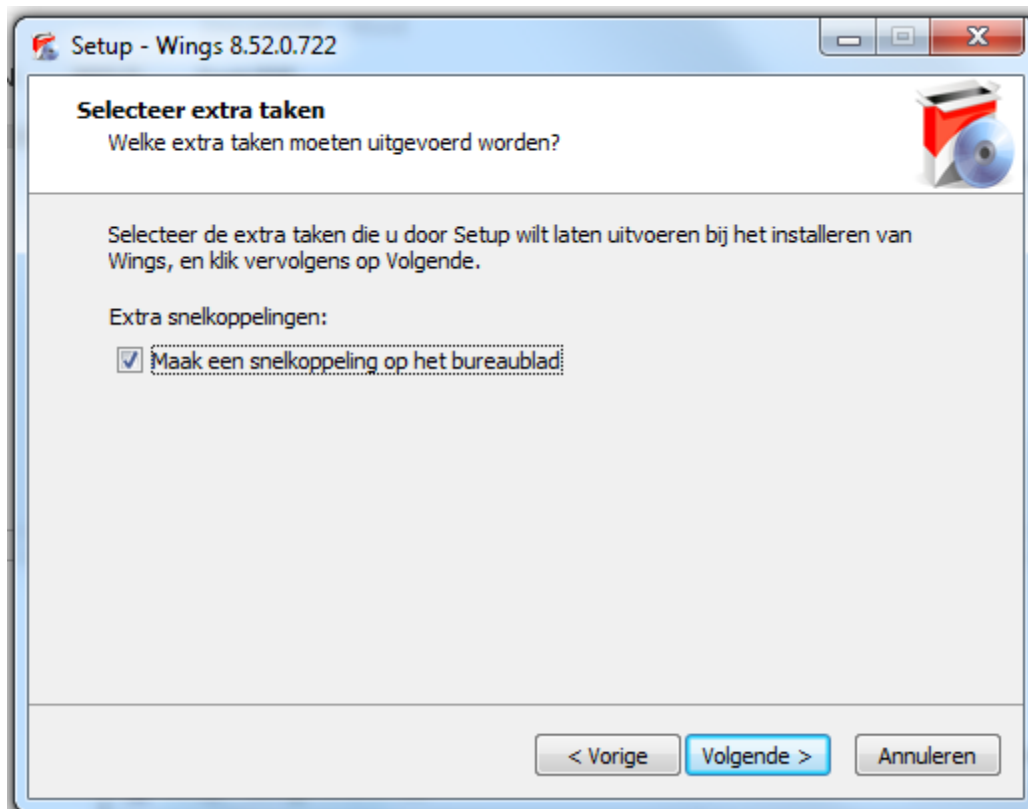 Setup - Wings 8.52.0.722
Selecteer extra taken
Welke extra taken moeten uitgevoerd worden?
Selecteer de extra taken die u door Setup wilt laten uitvoeren bij het installeren van
Wings, en klik vervolgens op Volgende.
Extra snelkoppelingen:
Maak een snelkoppeling op het bureaublad
< Vorige Volgende > Annuleren